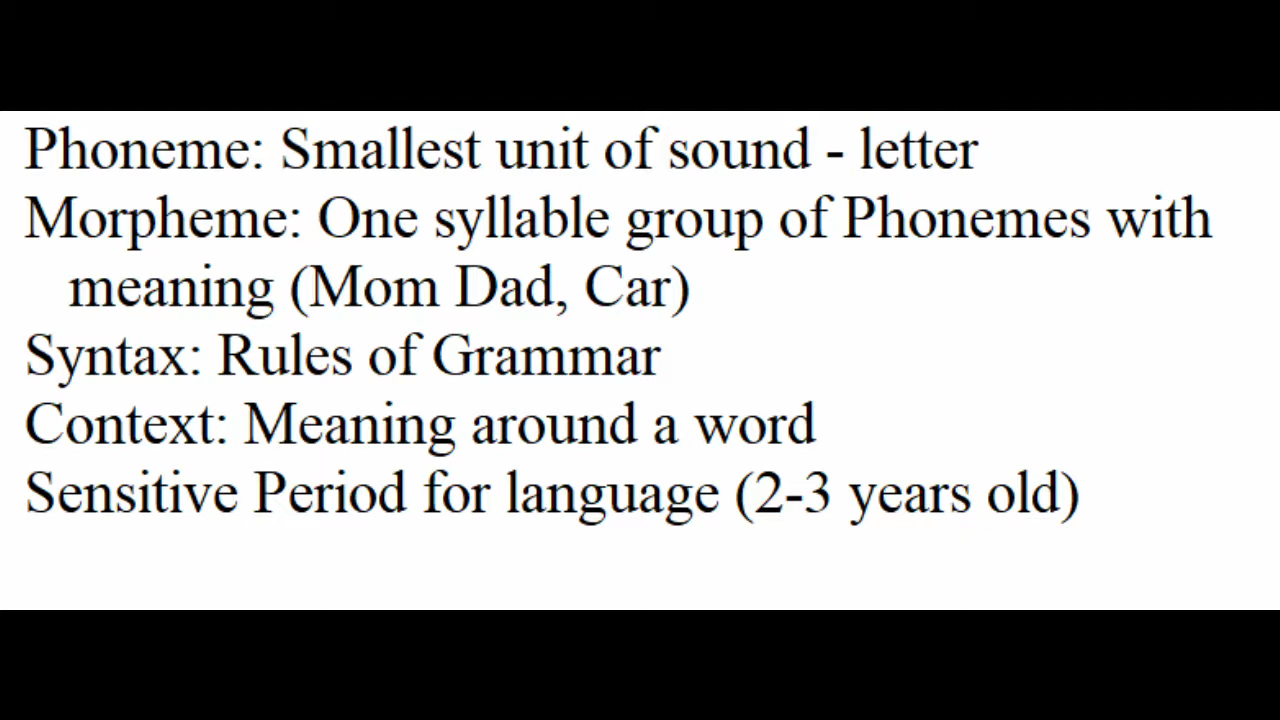 Phoneme: Smallest unit of sound - letter
Morpheme: One syllable group of Phonemes with
meaning (Mom Dad, Car)
Syntax: Rules of Grammar
Context: Meaning around a word
Sensitive Period for language (2-3 years old)